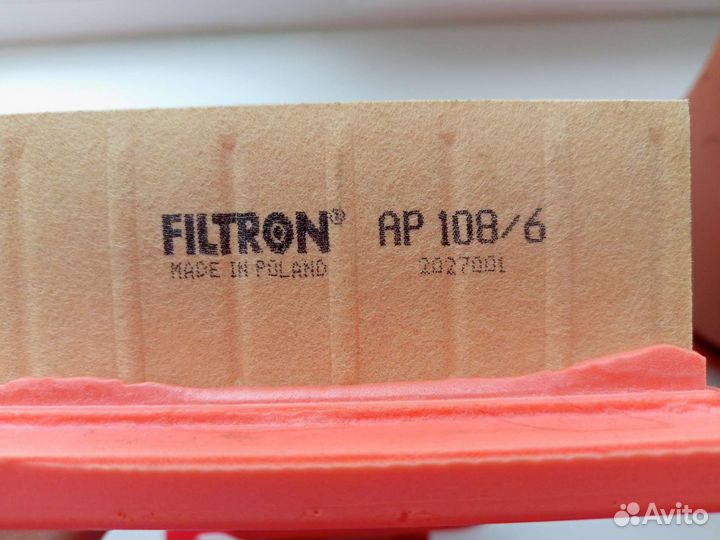 FILTRON® AP 108/6
MADE IN POLAND 2027001
Avito